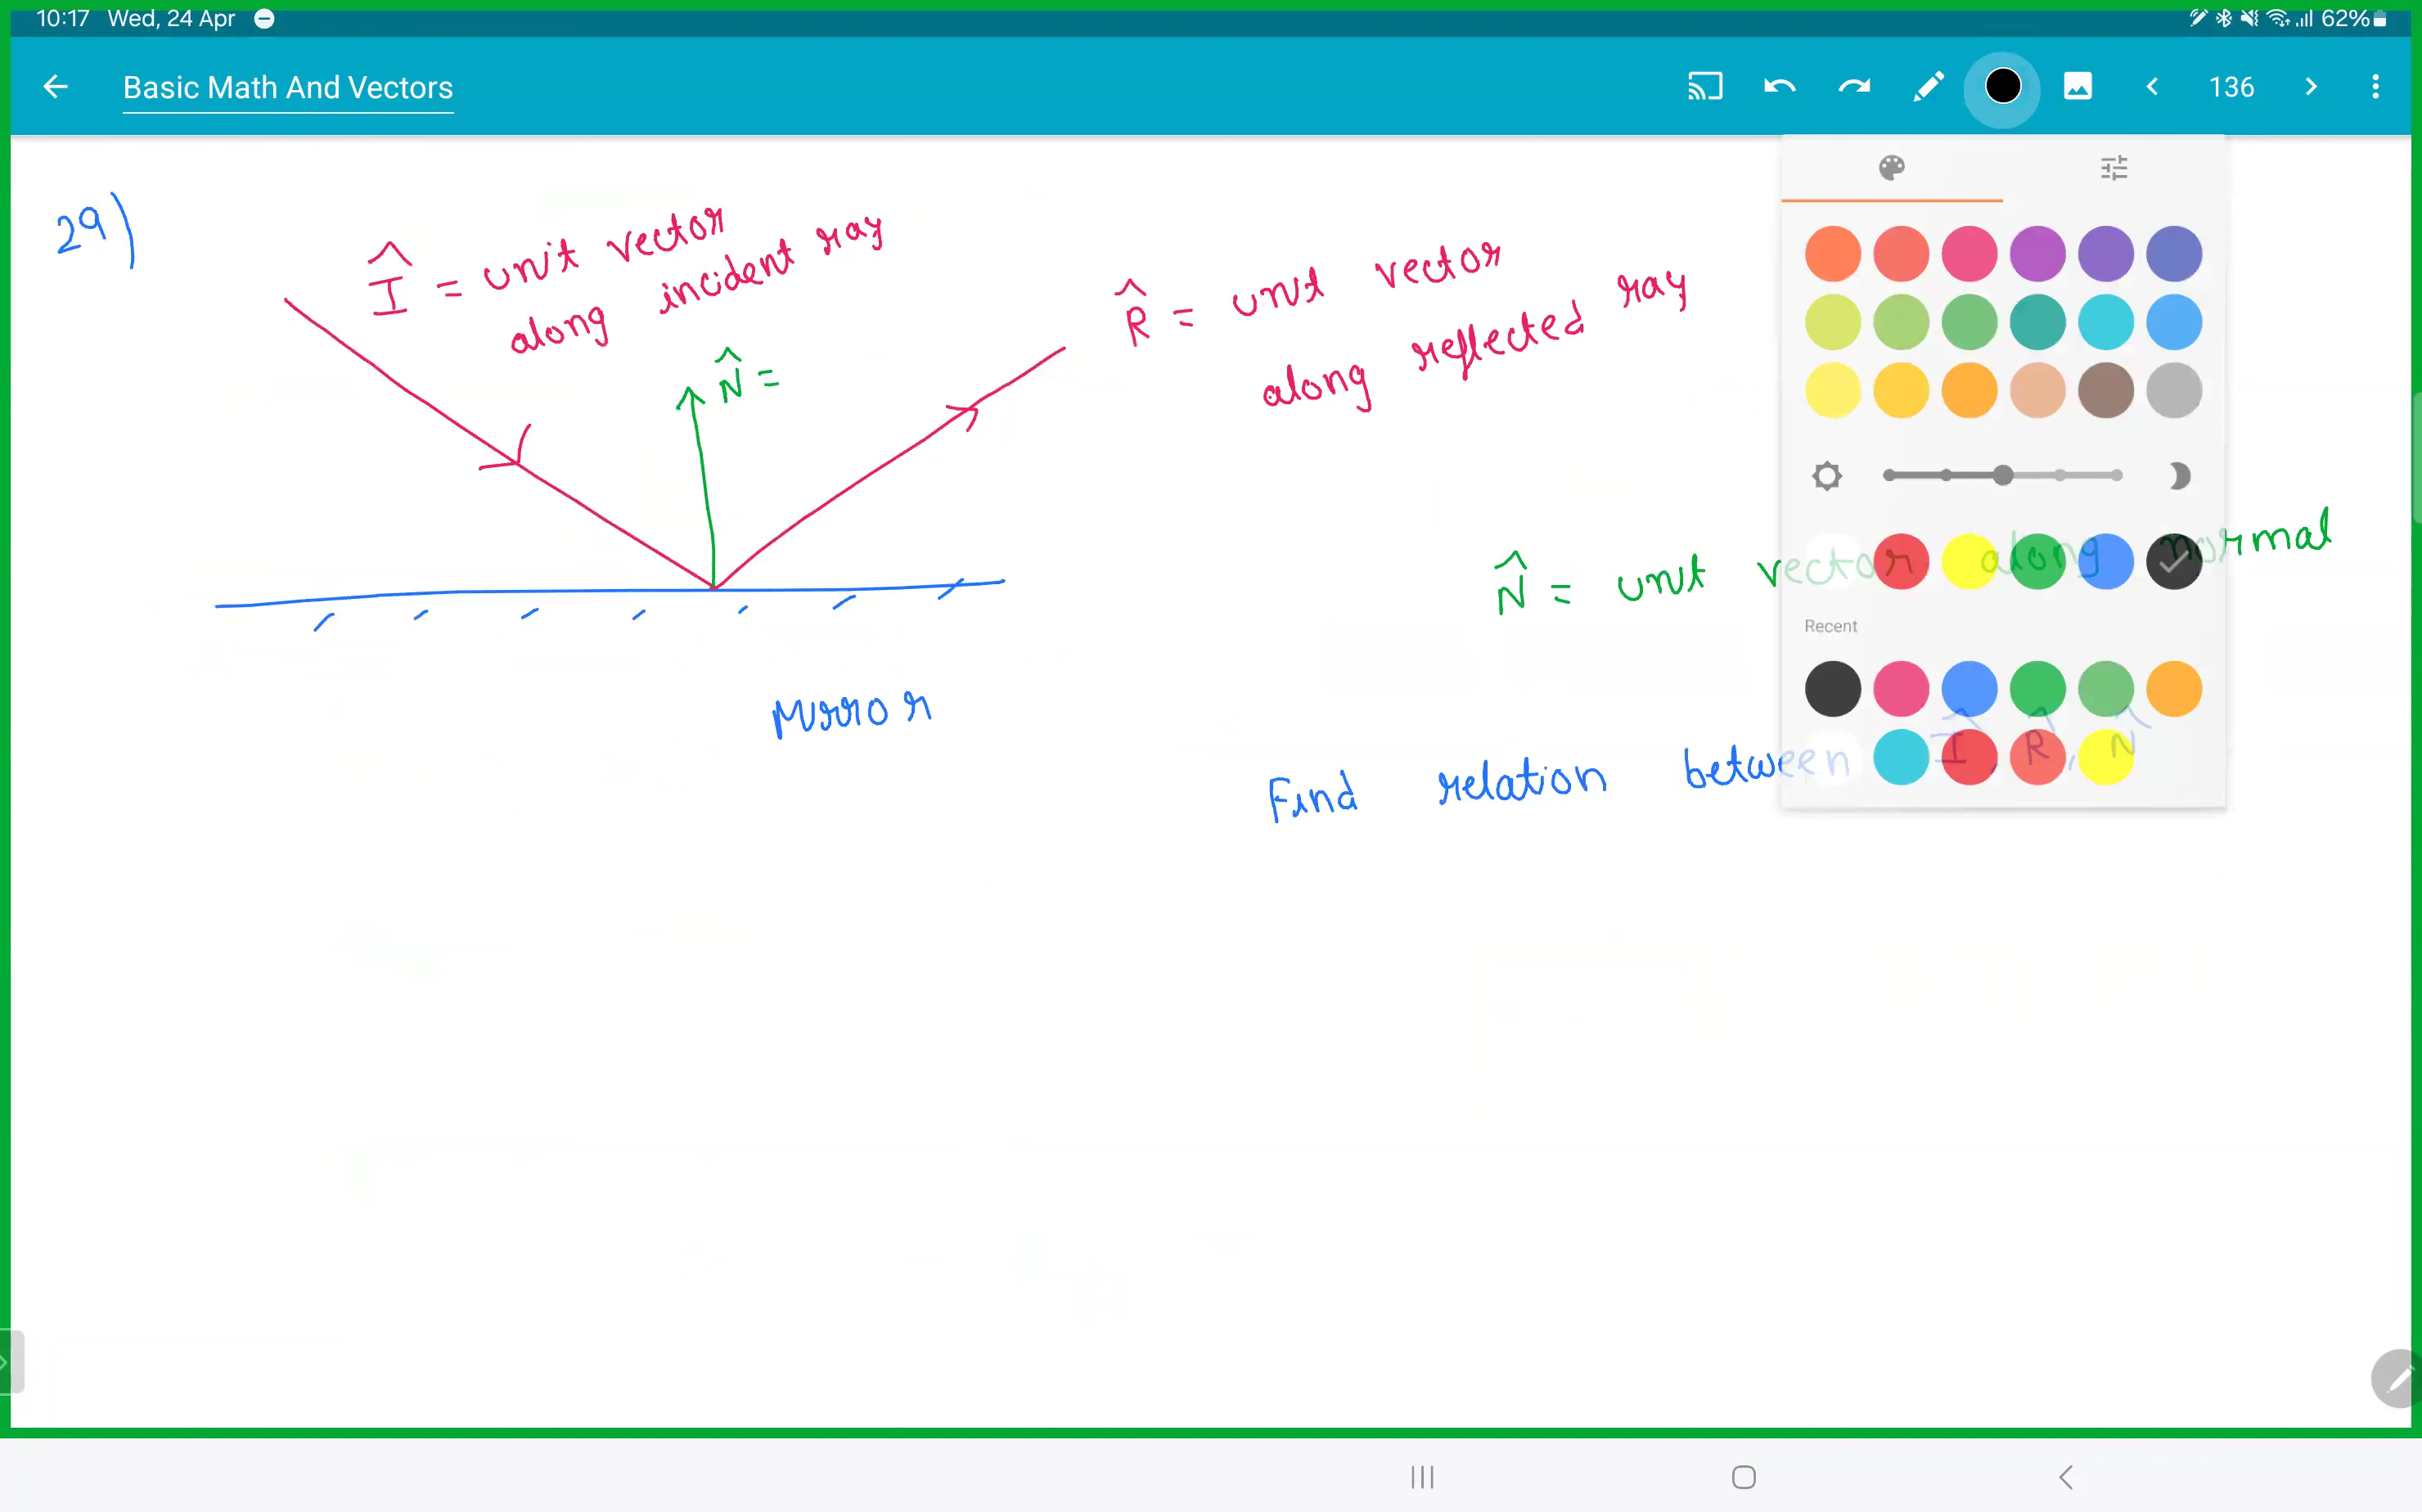 10:17 Wed, 24 Apr
62%
Basic Math And Vectors
136
29)
Î = unit vector
along incident ray
R̂ = unit vector
along reflected ray
N̂ =
N̂ = unit vector along normal
Recent
Mirror
Find relation between Î, R̂, N̂